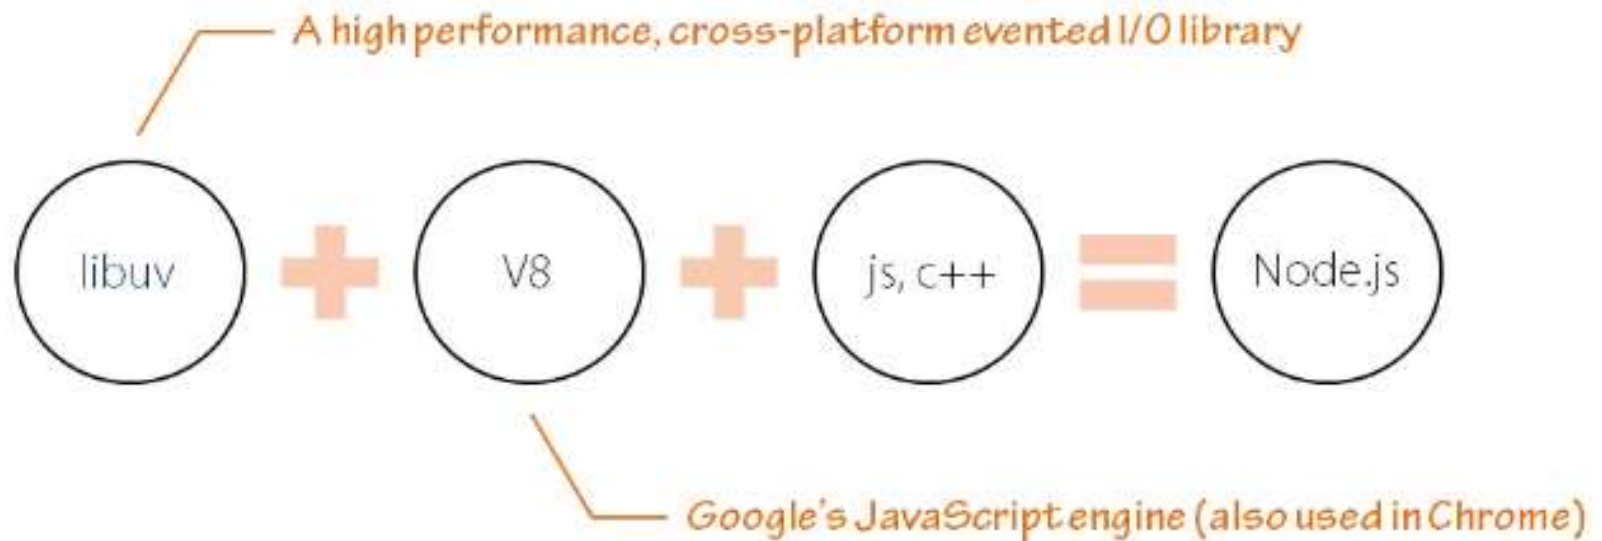 A high performance, cross-platform evented I/O library
libuv
V8
js, c++
Node.js
Google's JavaScript engine (also used in Chrome)